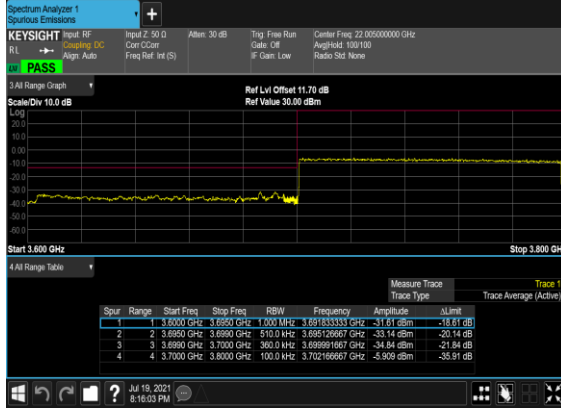 Spectrum Analyzer 1
Spurious Emissions
+
KEYSIGHT Input: RF Input Z: 50 Ω Atten: 30 dB Trig: Free Run Center Freq: 22.005000000 GHz
RL Coupling: DC Corr CCorr Gate: Off Avg|Hold: 100/100
Align: Auto Freq Ref: Int (S) IF Gain: Low Radio Std: None
LXI PASS
3 All Range Graph
Ref Lvl Offset 11.70 dB
Scale/Div 10.0 dB Ref Value 30.00 dBm
Log
20.0
10.0
0.00
-10.0
-20.0
-30.0
-40.0
-50.0
-60.0
Start 3.600 GHz Stop 3.800 GH
4 All Range Table
Measure Trace Trace 1
Trace Type Trace Average (Active)
Spur Range Start Freq Stop Freq RBW Frequency Amplitude ΔLimit
1 1 3.6000 GHz 3.6950 GHz 1.000 MHz 3.691833333 GHz -31.61 dBm -18.61 dB
2 2 3.6950 GHz 3.6990 GHz 510.0 kHz 3.695126667 GHz -33.14 dBm -20.14 dB
3 3 3.6990 GHz 3.7000 GHz 360.0 kHz 3.699991667 GHz -34.84 dBm -21.84 dB
4 4 3.7000 GHz 3.8000 GHz 100.0 kHz 3.702166667 GHz -5.909 dBm -35.91 dB
? Jul 19, 2021
8:16:03 PM